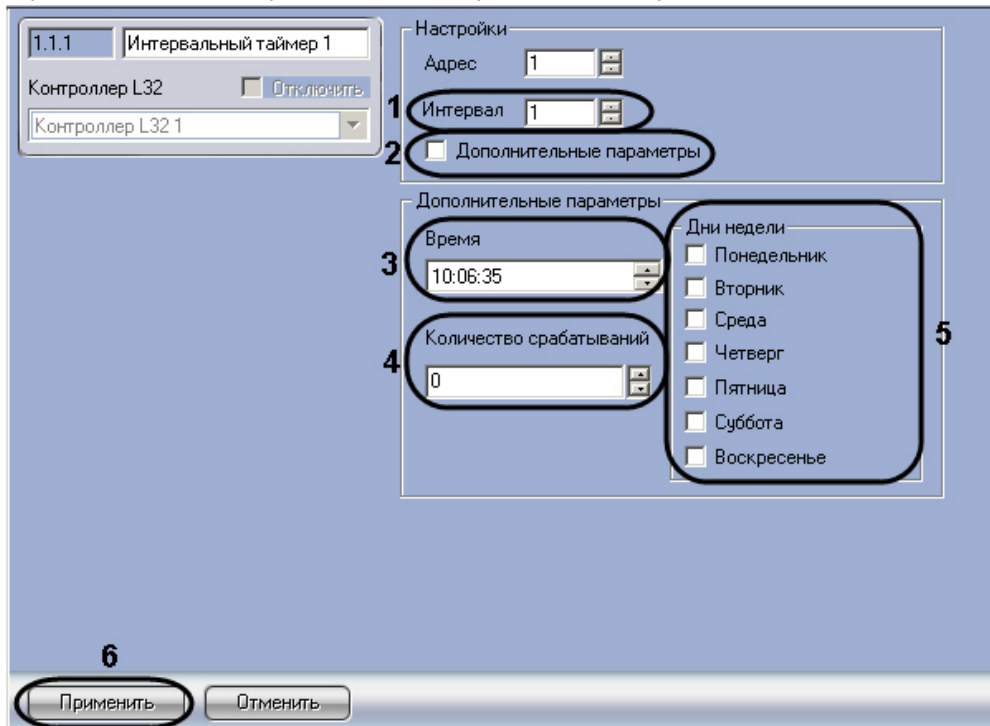 1.1.1 Интервальный таймер 1
Контроллер L32 Отключить
Контроллер L32 1
Настройки
Адрес 1
1 Интервал 1
2 Дополнительные параметры
Дополнительные параметры
3 Время
10:06:35
4 Количество срабатываний
0
Дни недели
Понедельник
Вторник
Среда
5
Четверг
Пятница
Суббота
Воскресенье
6
Применить Отменить